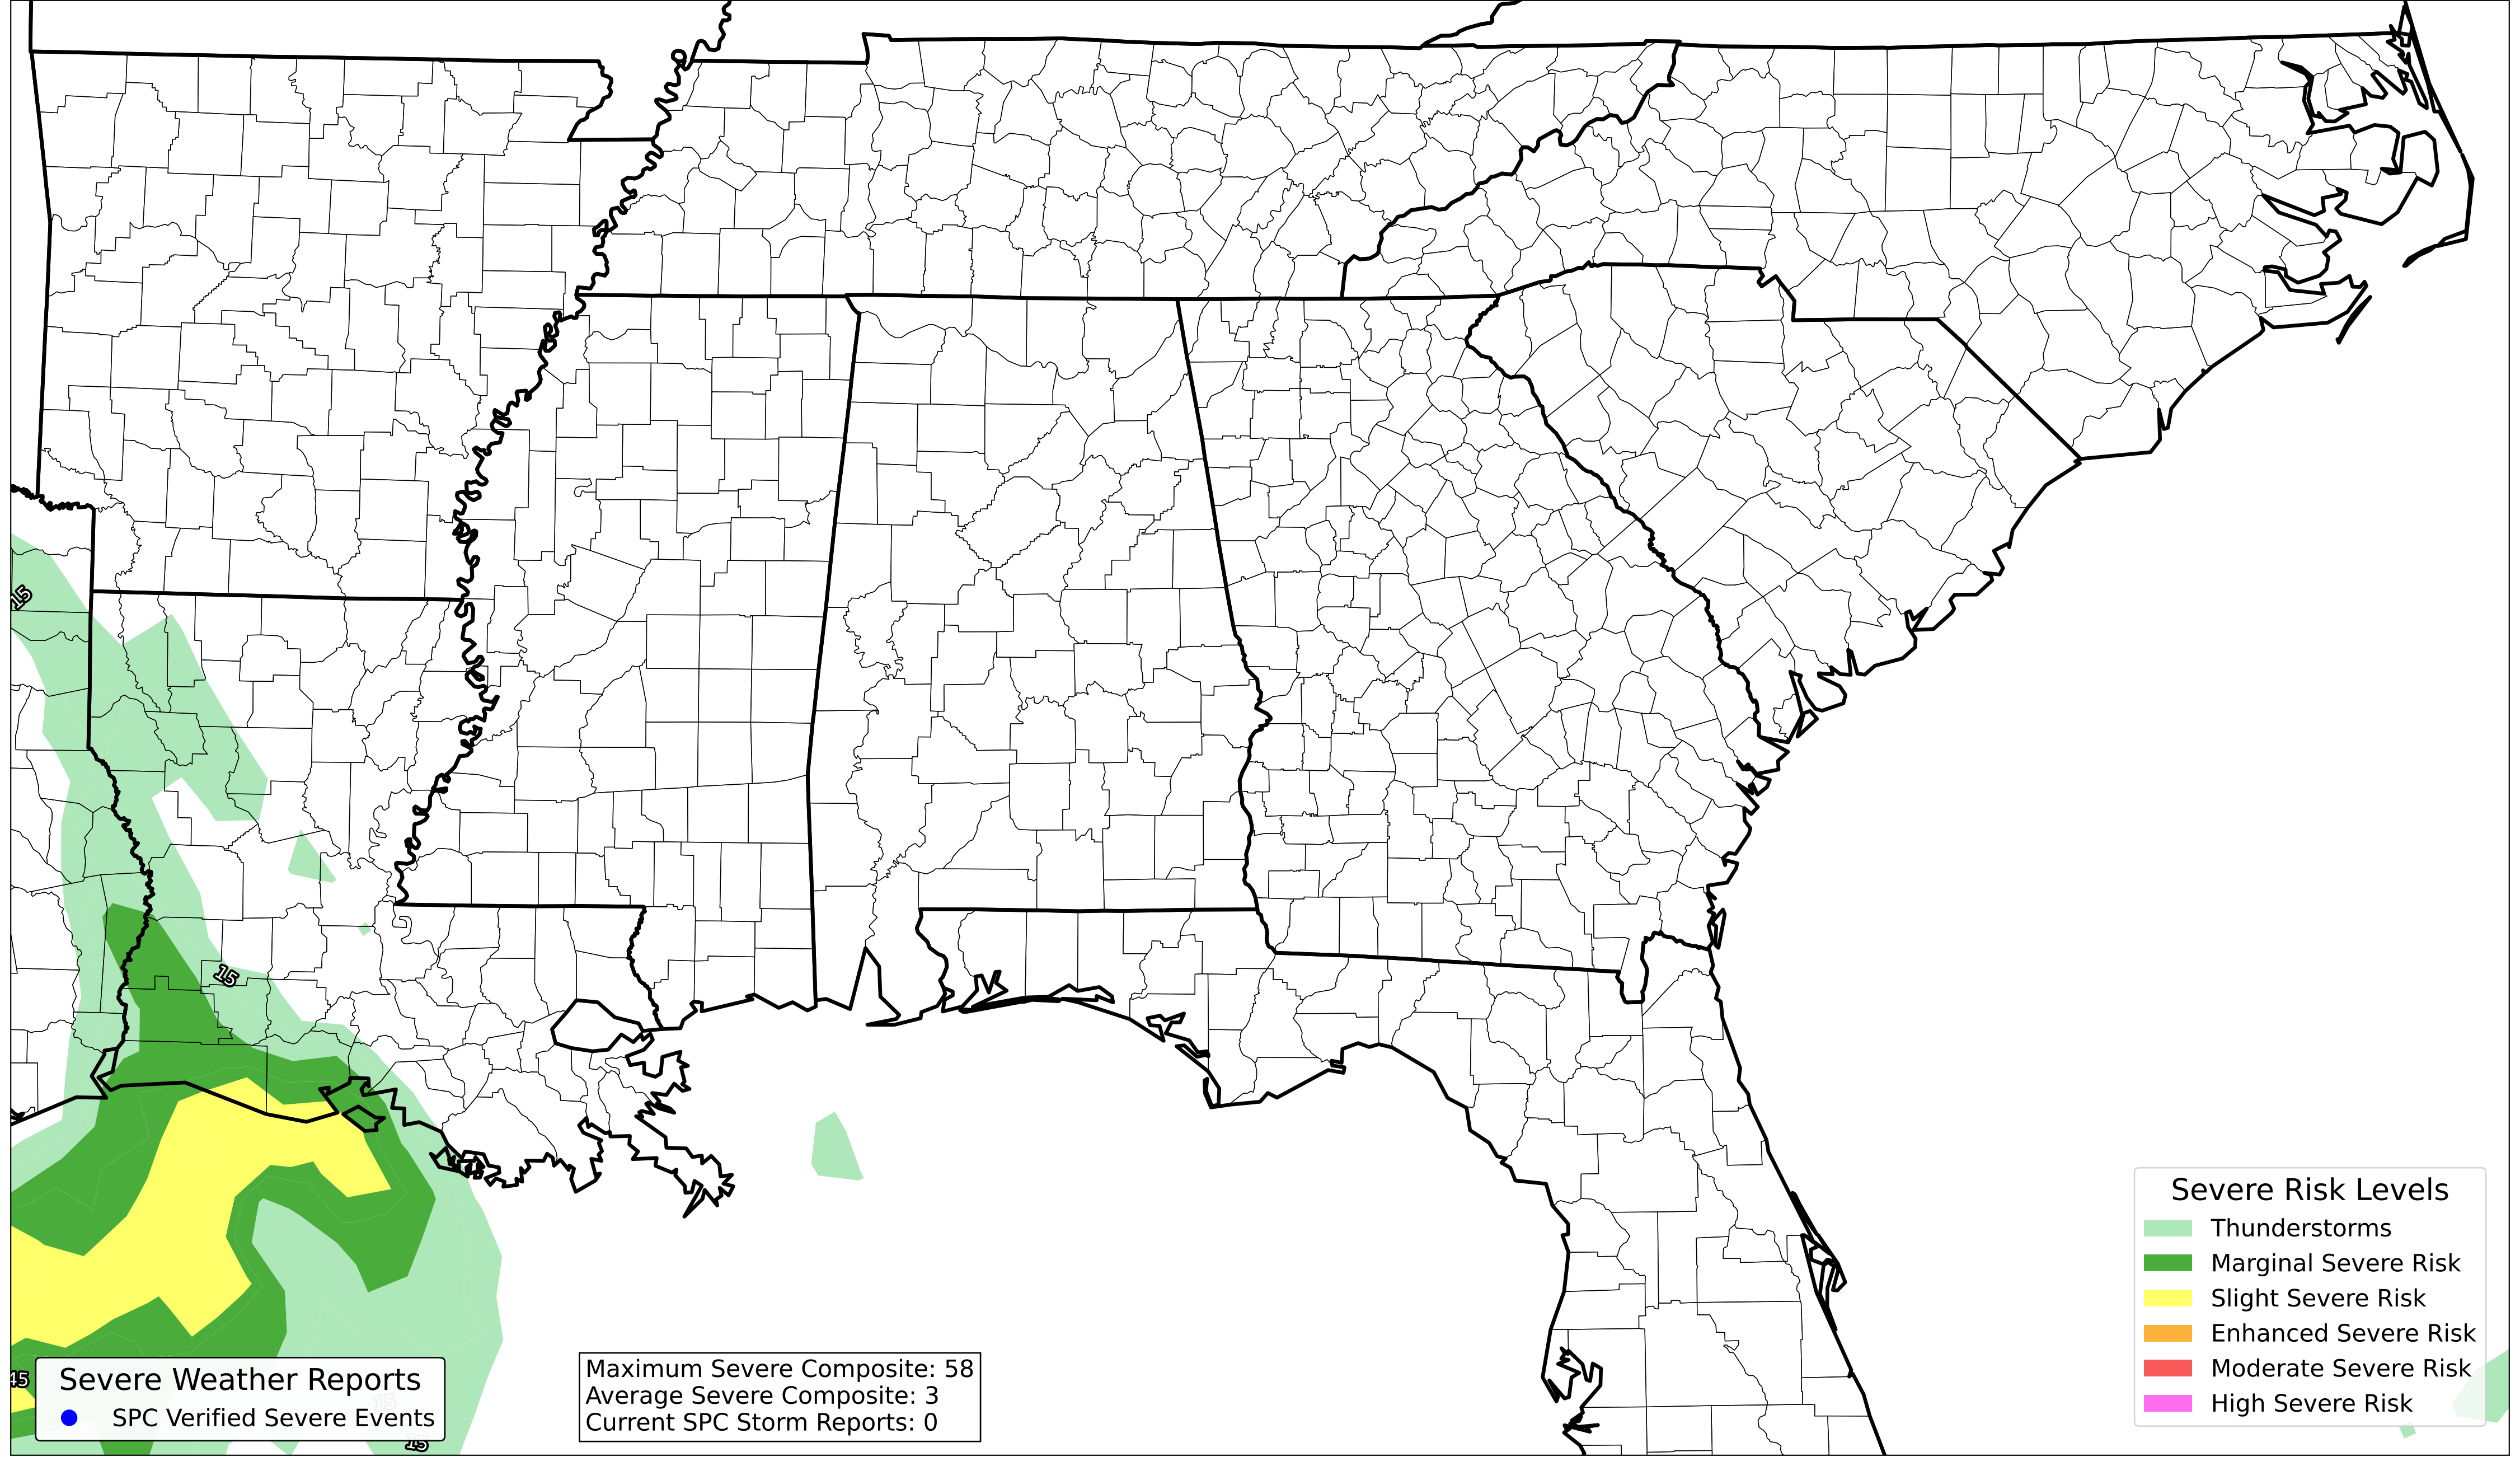 15
15
45
Severe Weather Reports
SPC Verified Severe Events
15
15
Maximum Severe Composite: 58
Average Severe Composite: 3
Current SPC Storm Reports: 0
Severe Risk Levels
Thunderstorms
Marginal Severe Risk
Slight Severe Risk
Enhanced Severe Risk
Moderate Severe Risk
High Severe Risk